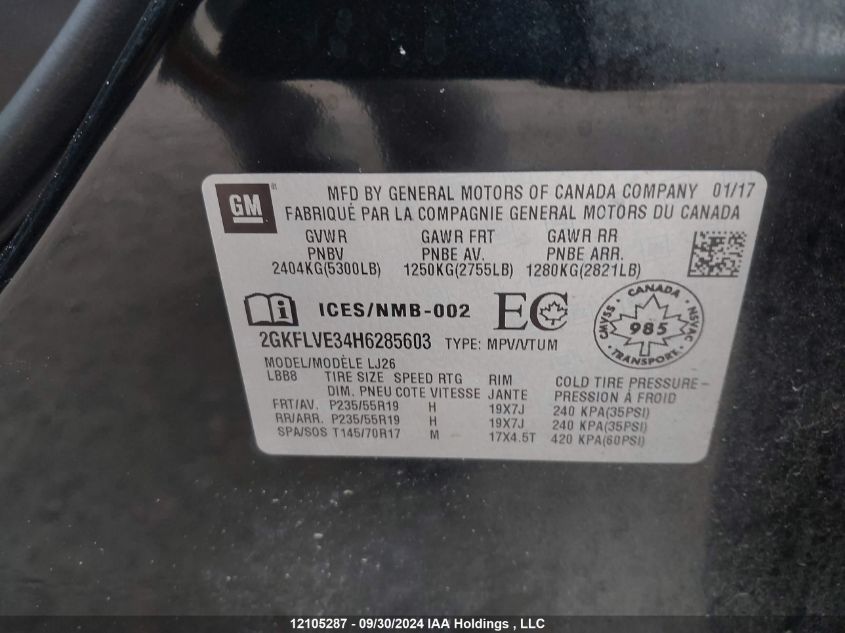 GM
MFD BY GENERAL MOTORS OF CANADA COMPANY 01/17
FABRIQUÉ PAR LA COMPAGNIE GENERAL MOTORS DU CANADA
GVWR GAWR FRT GAWR RR
PNBV PNBE AV. PNBE ARR.
2404KG(5300LB) 1250KG(2755LB) 1280KG(2821LB)
i ICES/NMB-002 EC
CANADA
CMVSS 985 NSVAC
TRANSPORT
2GKFLVE34H6285603 TYPE: MPV/VTUM
MODEL/MODÈLE LJ26
LBB8 TIRE SIZE SPEED RTG RIM COLD TIRE PRESSURE–
DIM. PNEU COTE VITESSE JANTE PRESSION À FROID
FRT/AV. P235/55R19 H 19X7J 240 KPA(35PSI)
RR/ARR. P235/55R19 H 19X7J 240 KPA(35PSI)
SPA/SOS T145/70R17 M 17X4.5T 420 KPA(60PSI)
12105287 - 09/30/2024 IAA Holdings , LLC